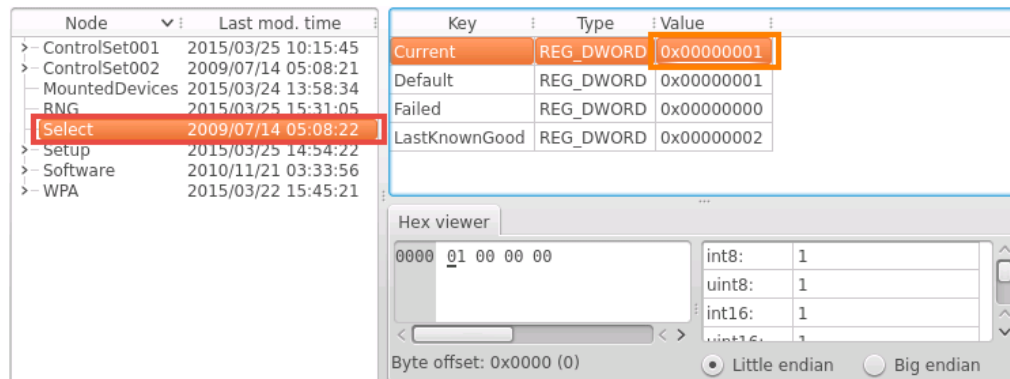 Node Last mod. time
ControlSet001 2015/03/25 10:15:45
ControlSet002 2009/07/14 05:08:21
MountedDevices 2015/03/24 13:58:34
RNG 2015/03/25 15:31:05
Select 2009/07/14 05:08:22
Setup 2015/03/25 14:54:22
Software 2010/11/21 03:33:56
WPA 2015/03/22 15:45:21
Key Type Value
Current REG_DWORD 0x00000001
Default REG_DWORD 0x00000001
Failed REG_DWORD 0x00000000
LastKnownGood REG_DWORD 0x00000002
Hex viewer
0000 01 00 00 00
int8: 1
uint8: 1
int16: 1
uint16: 1
Byte offset: 0x0000 (0)
Little endian Big endian